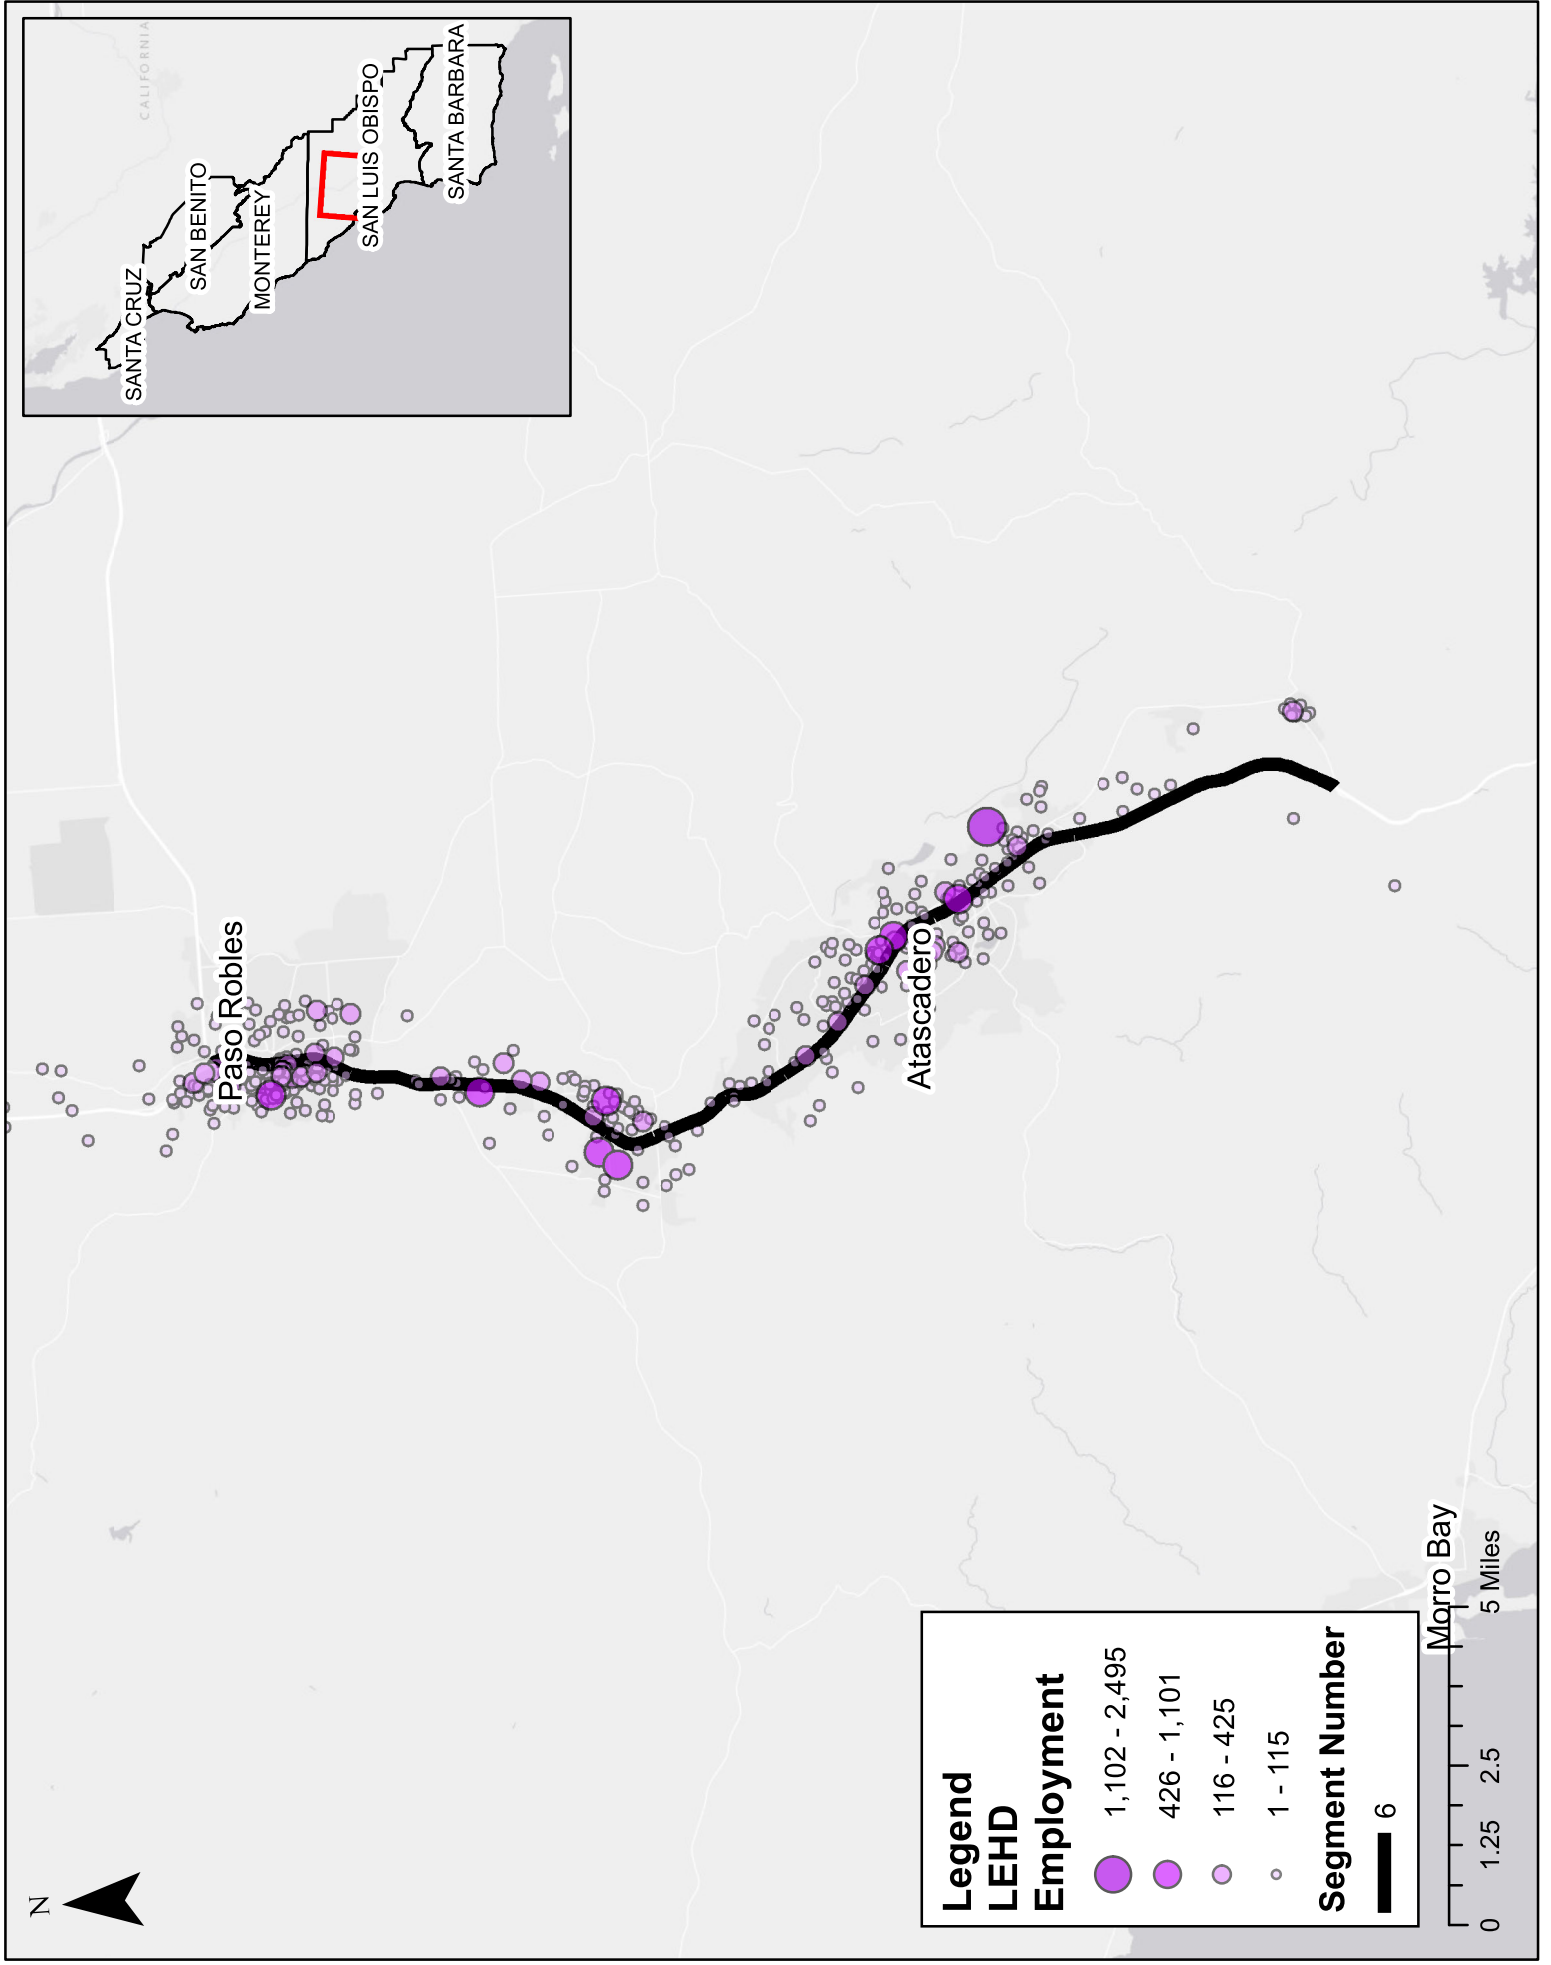 N
CALIFORNIA
SANTA CRUZ
SAN BENITO
MONTEREY
SAN LUIS OBISPO
SANTA BARBARA
Paso Robles
Atascadero
Morro Bay
Legend
LEHD
Employment
1,102 - 2,495
426 - 1,101
116 - 425
1 - 115
Segment Number
6
0 1.25 2.5 5 Miles